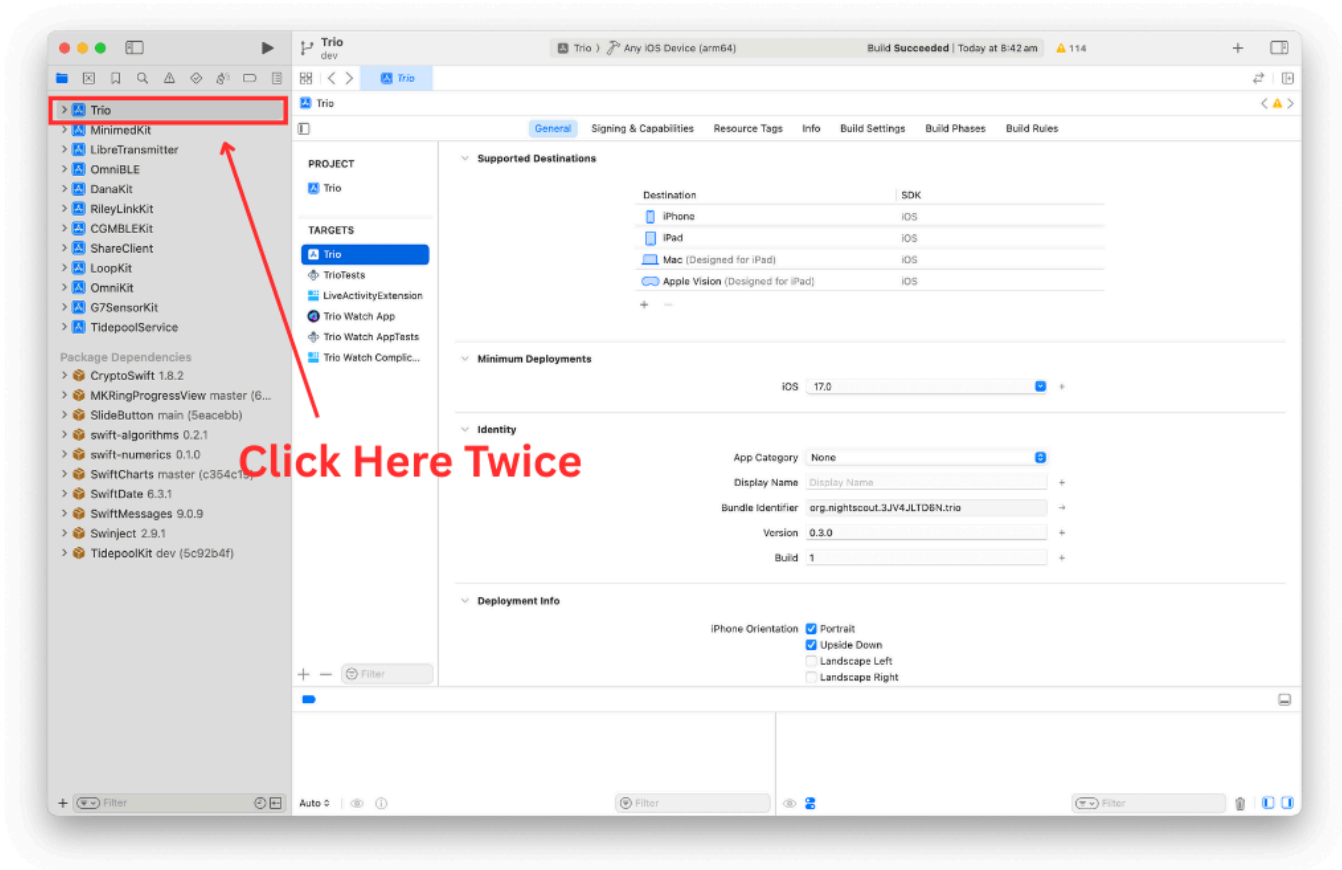 Trio
dev
Trio
Any iOS Device (arm64)
Build Succeeded | Today at 8:42 am
114
Trio
Trio
Trio
MinimedKit
LibreTransmitter
OmniBLE
DanaKit
RileyLinkKit
CGMBLEKit
ShareClient
LoopKit
OmniKit
G7SensorKit
TidepoolService
Package Dependencies
CryptoSwift 1.8.2
MKRingProgressView master (6...
SlideButton main (5eacebb)
swift-algorithms 0.2.1
swift-numerics 0.1.0
SwiftCharts master (c354c1
SwiftDate 6.3.1
SwiftMessages 9.0.9
Swinject 2.9.1
TidepoolKit dev (5c92b4f)
Filter
General Signing & Capabilities Resource Tags Info Build Settings Build Phases Build Rules
PROJECT
Trio
TARGETS
Trio
TrioTests
LiveActivityExtension
Trio Watch App
Trio Watch AppTests
Trio Watch Complic...
Filter
Supported Destinations
Destination SDK
iPhone iOS
iPad iOS
Mac (Designed for iPad) iOS
Apple Vision (Designed for iPad) iOS
Minimum Deployments
iOS 17.0
Identity
App Category None
Display Name Display Name
Bundle Identifier org.nightscout.3JV4JLTD6N.trio
Version 0.3.0
Build 1
Deployment Info
iPhone Orientation Portrait
Upside Down
Landscape Left
Landscape Right
Click Here Twice
Auto
Filter
Filter